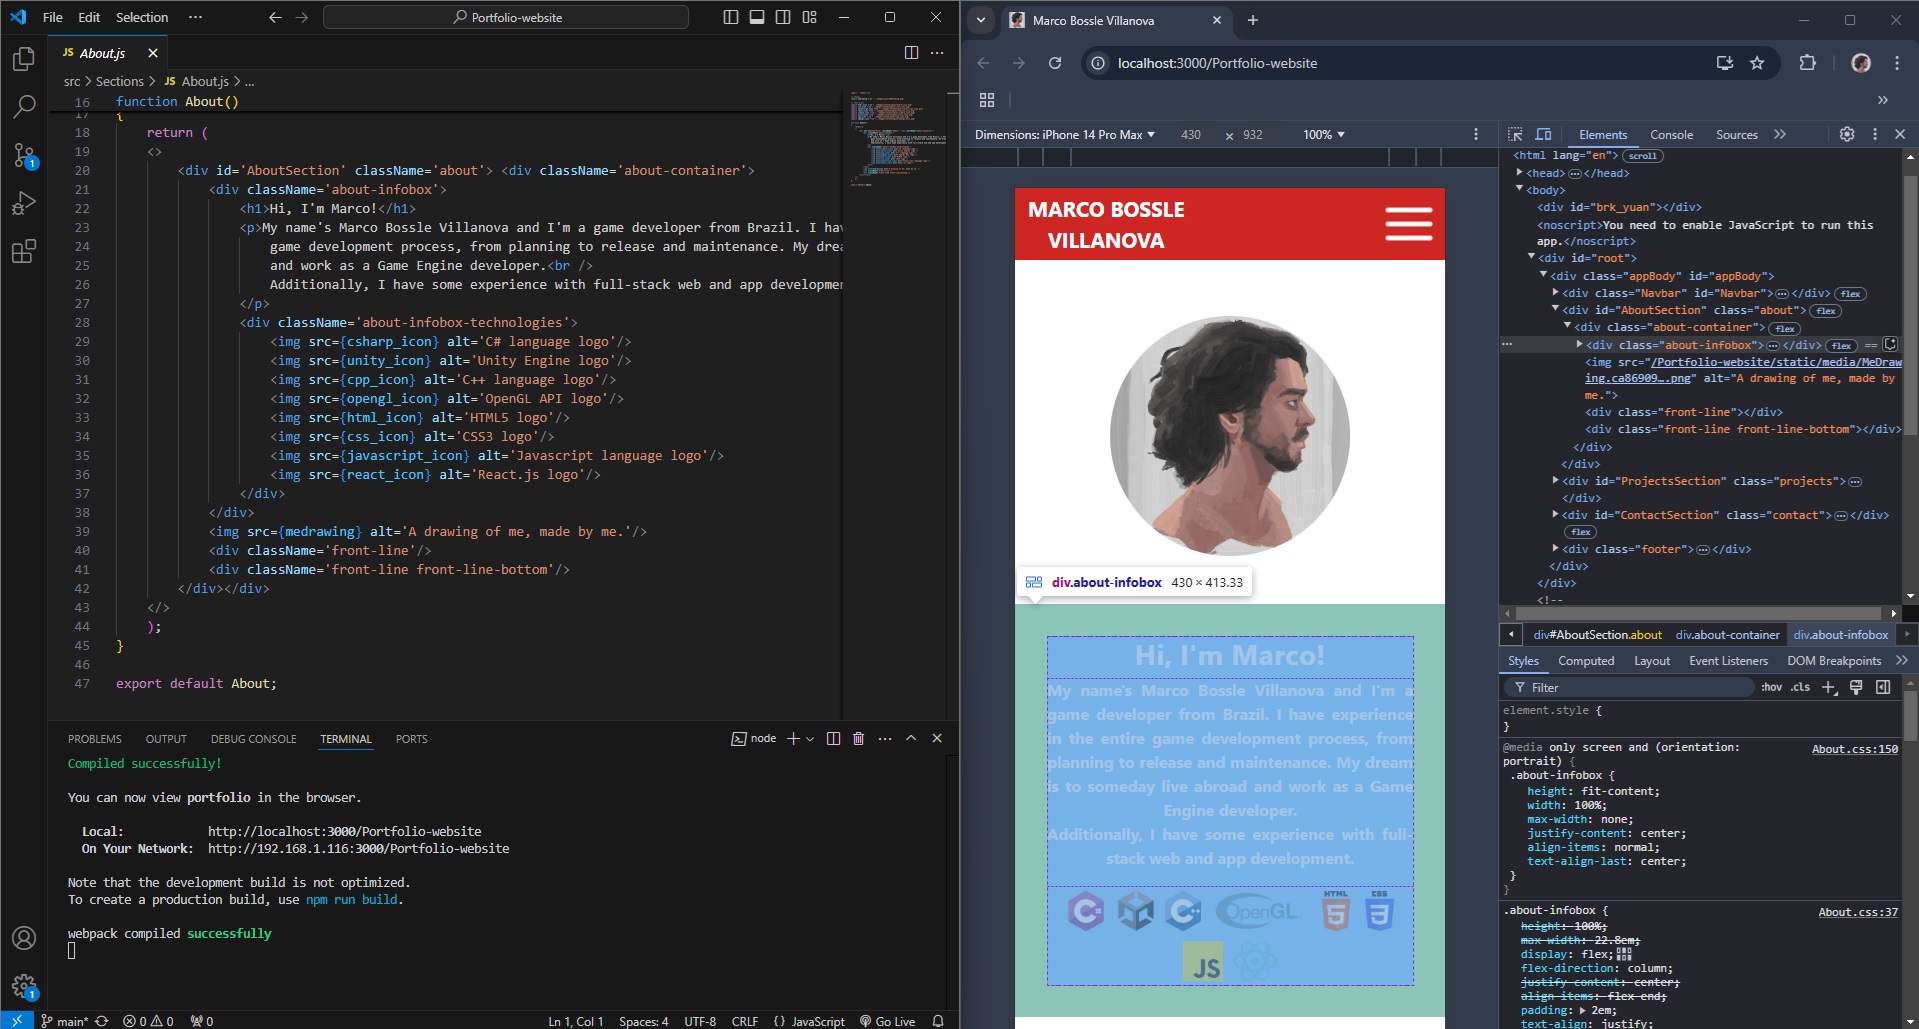 File Edit Selection ··· Portfolio-website
JS About.js
src > Sections > JS About.js > ...
16 function About()
17 {
18 return (
19 <>
20 <div id='AboutSection' className='about'> <div className='about-container'>
21 <div className='about-infobox'>
22 <h1>Hi, I'm Marco!</h1>
23 <p>My name's Marco Bossle Villanova and I'm a game developer from Brazil. I hav
24 game development process, from planning to release and maintenance. My drea
25 and work as a Game Engine developer.<br />
26 Additionally, I have some experience with full-stack web and app developmen
27 </p>
28 <div className='about-infobox-technologies'>
29 <img src={csharp_icon} alt='C# language logo'/>
30 <img src={unity_icon} alt='Unity Engine logo'/>
31 <img src={cpp_icon} alt='C++ language logo'/>
32 <img src={opengl_icon} alt='OpenGL API logo'/>
33 <img src={html_icon} alt='HTML5 logo'/>
34 <img src={css_icon} alt='CSS3 logo'/>
35 <img src={javascript_icon} alt='Javascript language logo'/>
36 <img src={react_icon} alt='React.js logo'/>
37 </div>
38 </div>
39 <img src={medrawing} alt='A drawing of me, made by me.'/>
40 <div className='front-line'/>
41 <div className='front-line front-line-bottom'/>
42 </div></div>
43 </>
44 );
45 }
46
47 export default About;
PROBLEMS OUTPUT DEBUG CONSOLE TERMINAL PORTS node
Compiled successfully!
You can now view portfolio in the browser.
Local: http://localhost:3000/Portfolio-website
On Your Network: http://192.168.1.116:3000/Portfolio-website
Note that the development build is not optimized.
To create a production build, use npm run build.
webpack compiled successfully
main* 0 0 0 Ln 1, Col 1 Spaces: 4 UTF-8 CRLF {} JavaScript Go Live
1
1
Marco Bossle Villanova
localhost:3000/Portfolio-website
Dimensions: iPhone 14 Pro Max 430 x 932 100%
MARCO BOSSLE
VILLANOVA
div.about-infobox 430 × 413.33
Hi, I'm Marco!
My name's Marco Bossle Villanova and I'm a
game developer from Brazil. I have experience
in the entire game development process, from
planning to release and maintenance. My dream
is to someday live abroad and work as a Game
Engine developer.
Additionally, I have some experience with full-
stack web and app development.
C# C++ OpenGL HTML 5 CSS 3
JS
Elements Console Sources
<html lang="en"> scroll
<head> ··· </head>
<body>
<div id="brk_yuan"></div>
<noscript>You need to enable JavaScript to run this
app.</noscript>
<div id="root">
<div class="appBody" id="appBody">
<div class="Navbar" id="Navbar"> ··· </div> flex
<div id="AboutSection" class="about"> flex
<div class="about-container"> flex
··· <div class="about-infobox"> ··· </div> flex ==
<img src="/Portfolio-website/static/media/MeDraw
ing.ca86909….png" alt="A drawing of me, made by
me.">
<div class="front-line"></div>
<div class="front-line front-line-bottom"></div>
</div>
</div>
<div id="ProjectsSection" class="projects"> ···
</div>
<div id="ContactSection" class="contact"> ··· </div>
flex
<div class="footer"> ··· </div>
</div>
</div>
<!--
div#AboutSection.about div.about-container div.about-infobox
Styles Computed Layout Event Listeners DOM Breakpoints
Filter :hov .cls
element.style {
}
@media only screen and (orientation: About.css:150
portrait) {
.about-infobox {
height: fit-content;
width: 100%;
max-width: none;
justify-content: center;
align-items: normal;
text-align-last: center;
}
}
.about-infobox { About.css:37
height: 100%;
max-width: 22.8em;
display: flex;
flex-direction: column;
justify-content: center;
align-items: flex-end;
padding: 2em;
text-align: justify;